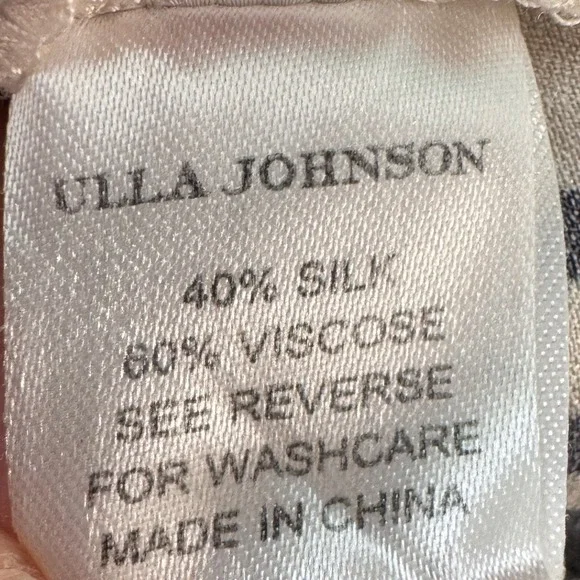 ULLA JOHNSON
40% SILK
60% VISCOSE
SEE REVERSE
FOR WASHCARE
MADE IN CHINA